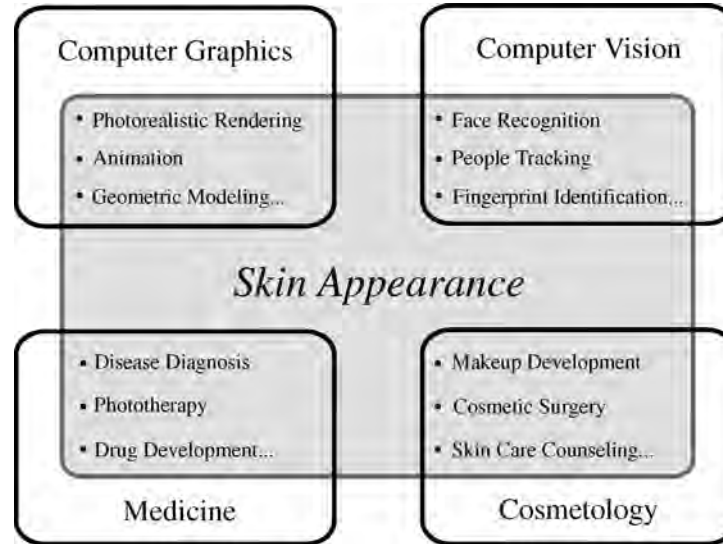 Computer Graphics
• Photorealistic Rendering
• Animation
• Geometric Modeling...
Computer Vision
• Face Recognition
• People Tracking
• Fingerprint Identification...
Skin Appearance
• Disease Diagnosis
• Phototherapy
• Drug Development...
Medicine
• Makeup Development
• Cosmetic Surgery
• Skin Care Counseling...
Cosmetology